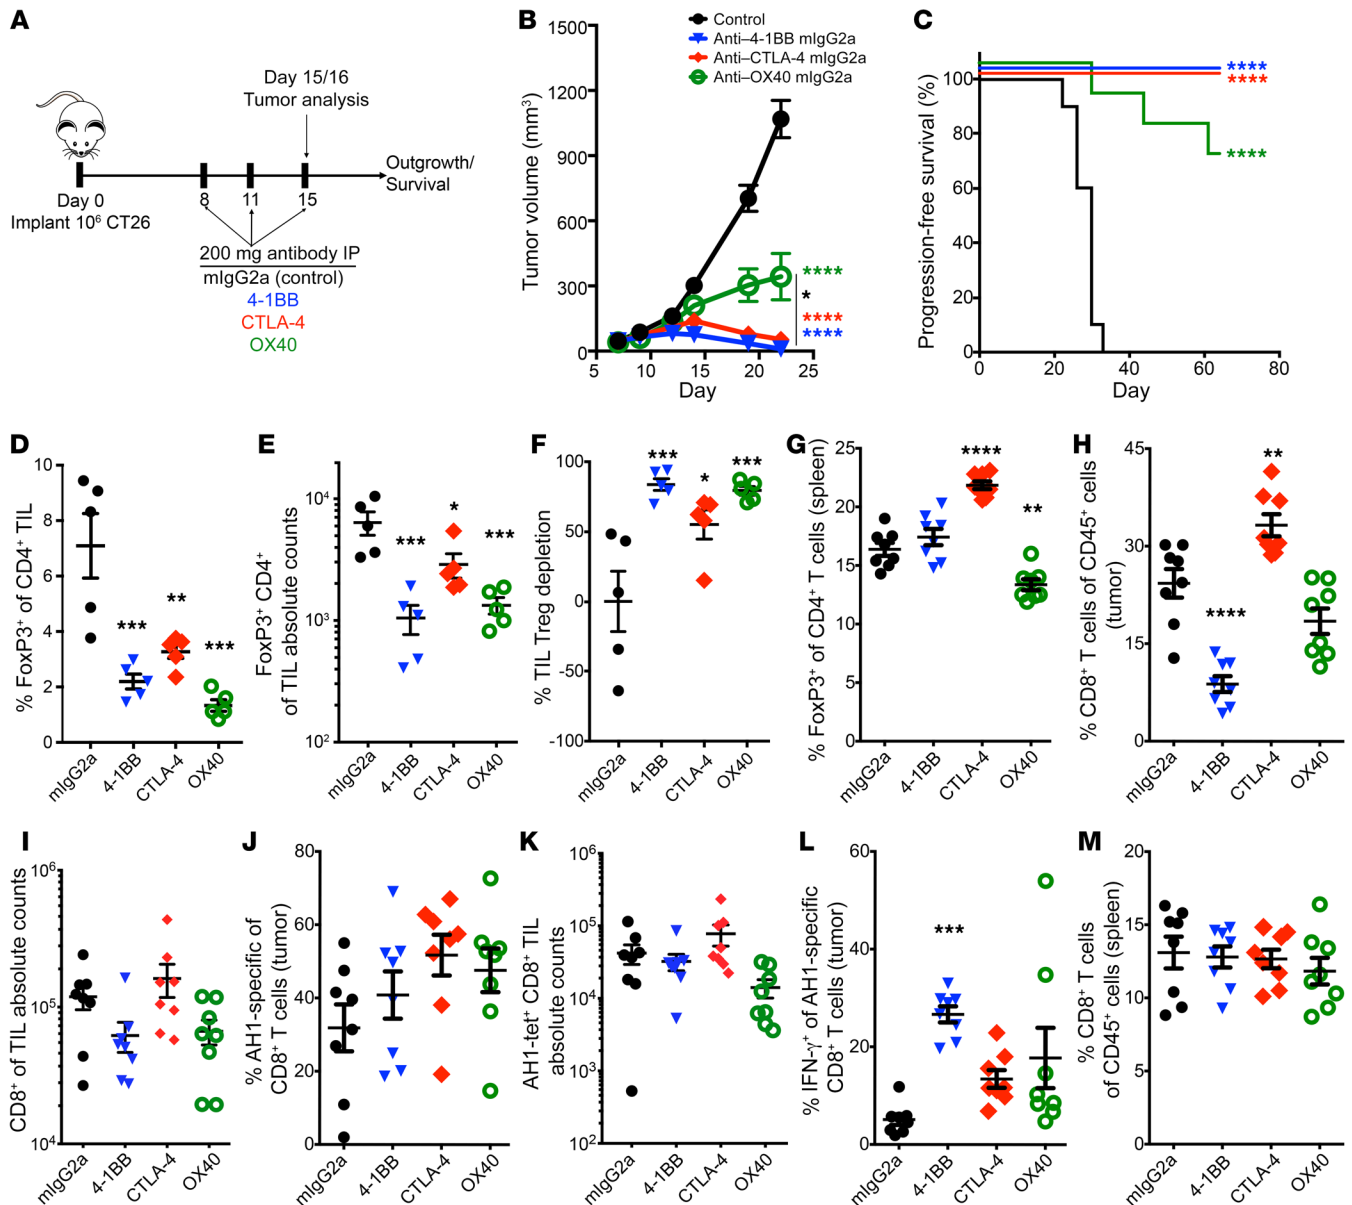 A
Day 15/16
Tumor analysis
Outgrowth/
Survival
8
11
15
Day 0
Implant 10⁶ CT26
200 mg antibody IP
mIgG2a (control)
4-1BB
CTLA-4
OX40
B
Control
Anti–4-1BB mIgG2a
Anti–CTLA-4 mIgG2a
Anti–OX40 mIgG2a
Tumor volume (mm³)
1500
1200
900
600
300
0
5
10
15
20
25
Day
****
*
****
****
C
Progression-free survival (%)
100
80
60
40
20
0
0
20
40
60
80
Day
****
****
****
D
% FoxP3⁺ of CD4⁺ TIL
10
8
6
4
2
0
***
**
***
mIgG2a
4-1BB
CTLA-4
OX40
E
FoxP3⁺ CD4⁺
of TIL absolute counts
10⁴
10³
10²
***
*
***
mIgG2a
4-1BB
CTLA-4
OX40
F
% TIL Treg depletion
100
50
0
-50
-100
***
*
***
mIgG2a
4-1BB
CTLA-4
OX40
G
% FoxP3⁺ of CD4⁺ T cells (spleen)
25
20
15
10
5
0
****
**
mIgG2a
4-1BB
CTLA-4
OX40
H
% CD8⁺ T cells of CD45⁺ cells
(tumor)
45
30
15
0
****
**
mIgG2a
4-1BB
CTLA-4
OX40
I
CD8⁺ of TIL absolute counts
10⁶
10⁵
10⁴
mIgG2a
4-1BB
CTLA-4
OX40
J
% AH1-specific of
CD8⁺ T cells (tumor)
80
60
40
20
0
mIgG2a
4-1BB
CTLA-4
OX40
K
AH1-tet⁺ CD8⁺ TIL
absolute counts
10⁶
10⁵
10⁴
10³
10²
mIgG2a
4-1BB
CTLA-4
OX40
L
% IFN-γ⁺ of AH1-specific
CD8⁺ T cells (tumor)
60
40
20
0
***
mIgG2a
4-1BB
CTLA-4
OX40
M
% CD8⁺ T cells
of CD45⁺ cells (spleen)
20
15
10
5
0
mIgG2a
4-1BB
CTLA-4
OX40